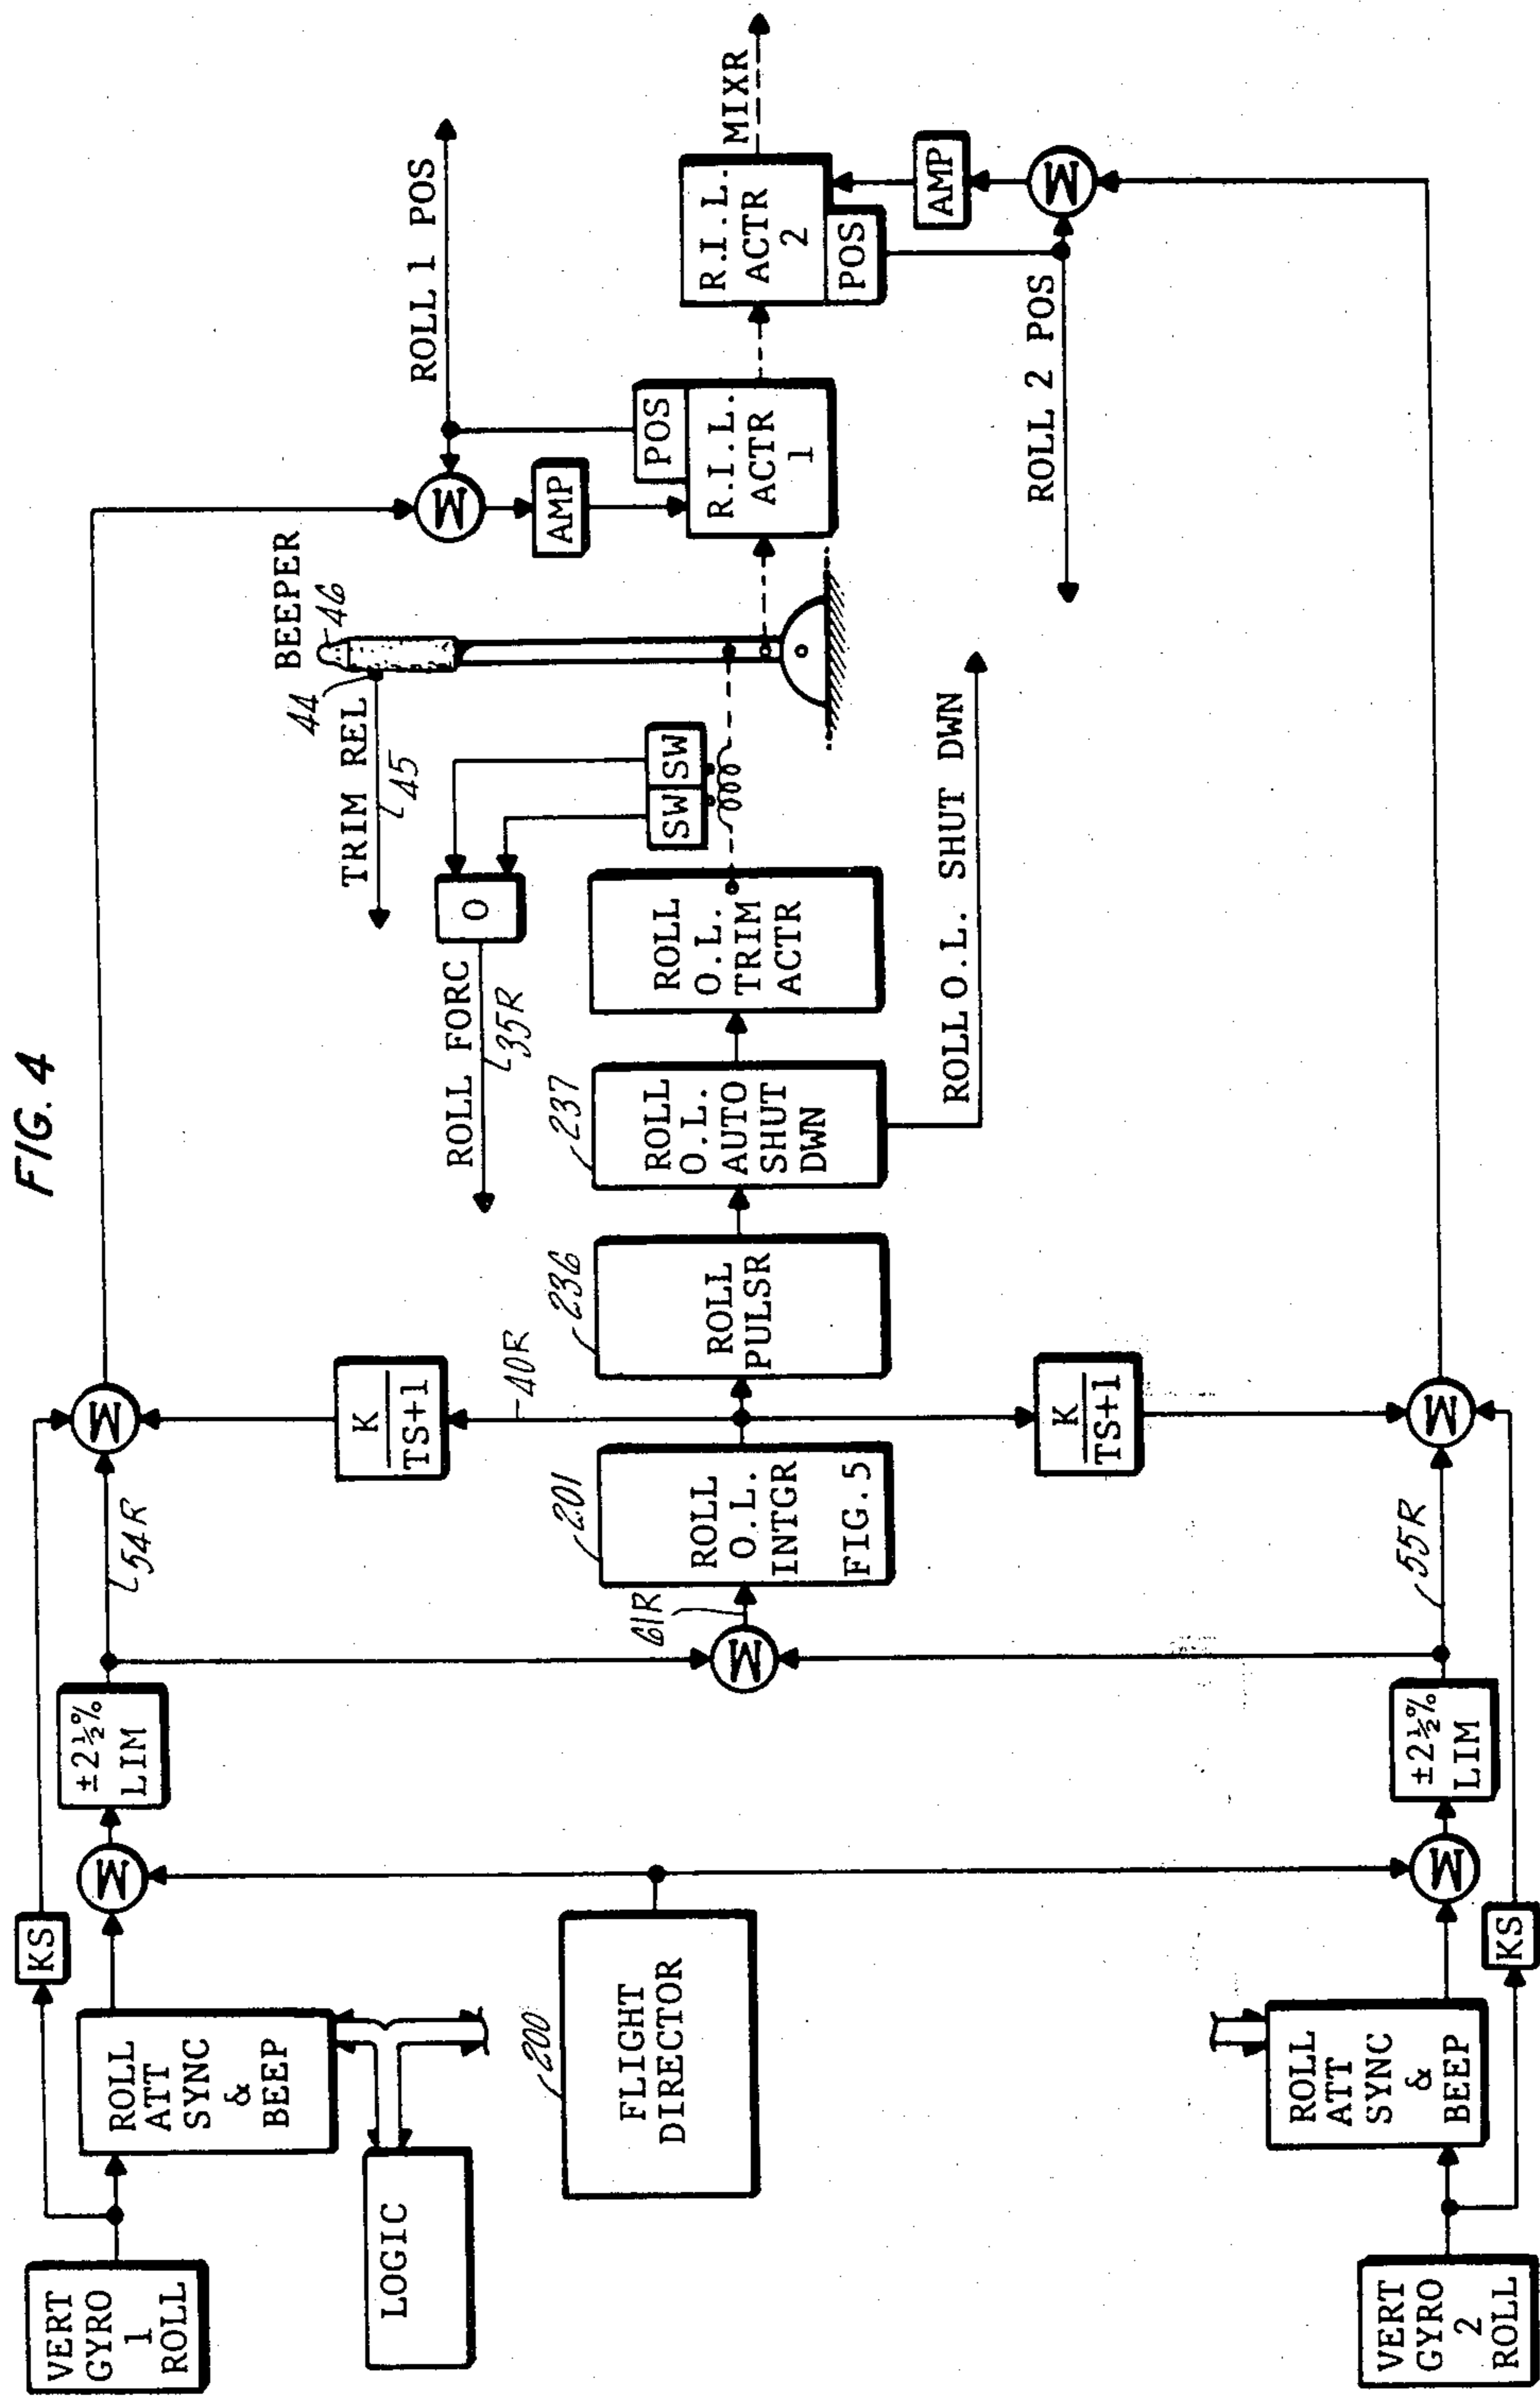 FIG. 4
VERT
GYRO
1
ROLL
KS
ROLL
ATT
SYNC
&
BEEP
LOGIC
M
±2½%
LIM
54R
M
FLIGHT
DIRECTOR
200
M
61R
ROLL
O.L.
INTGR
FIG. 5
201
K
TS+1
40R
K
TS+1
ROLL
PULSR
236
ROLL
O.L.
AUTO
SHUT
DWN
237
ROLL O.L. SHUT DWN
ROLL
O.L.
TRIM
ACTR
ROLL FORC
35R
O
SW
SW
TRIM REL
45
44
BEEPER
46
M
AMP
POS
R.I.L.
ACTR
1
ROLL 1 POS
R.I.L.
ACTR
2
POS
MIXR
AMP
M
ROLL 2 POS
VERT
GYRO
2
ROLL
KS
ROLL
ATT
SYNC
&
BEEP
M
±2½%
LIM
55R
M